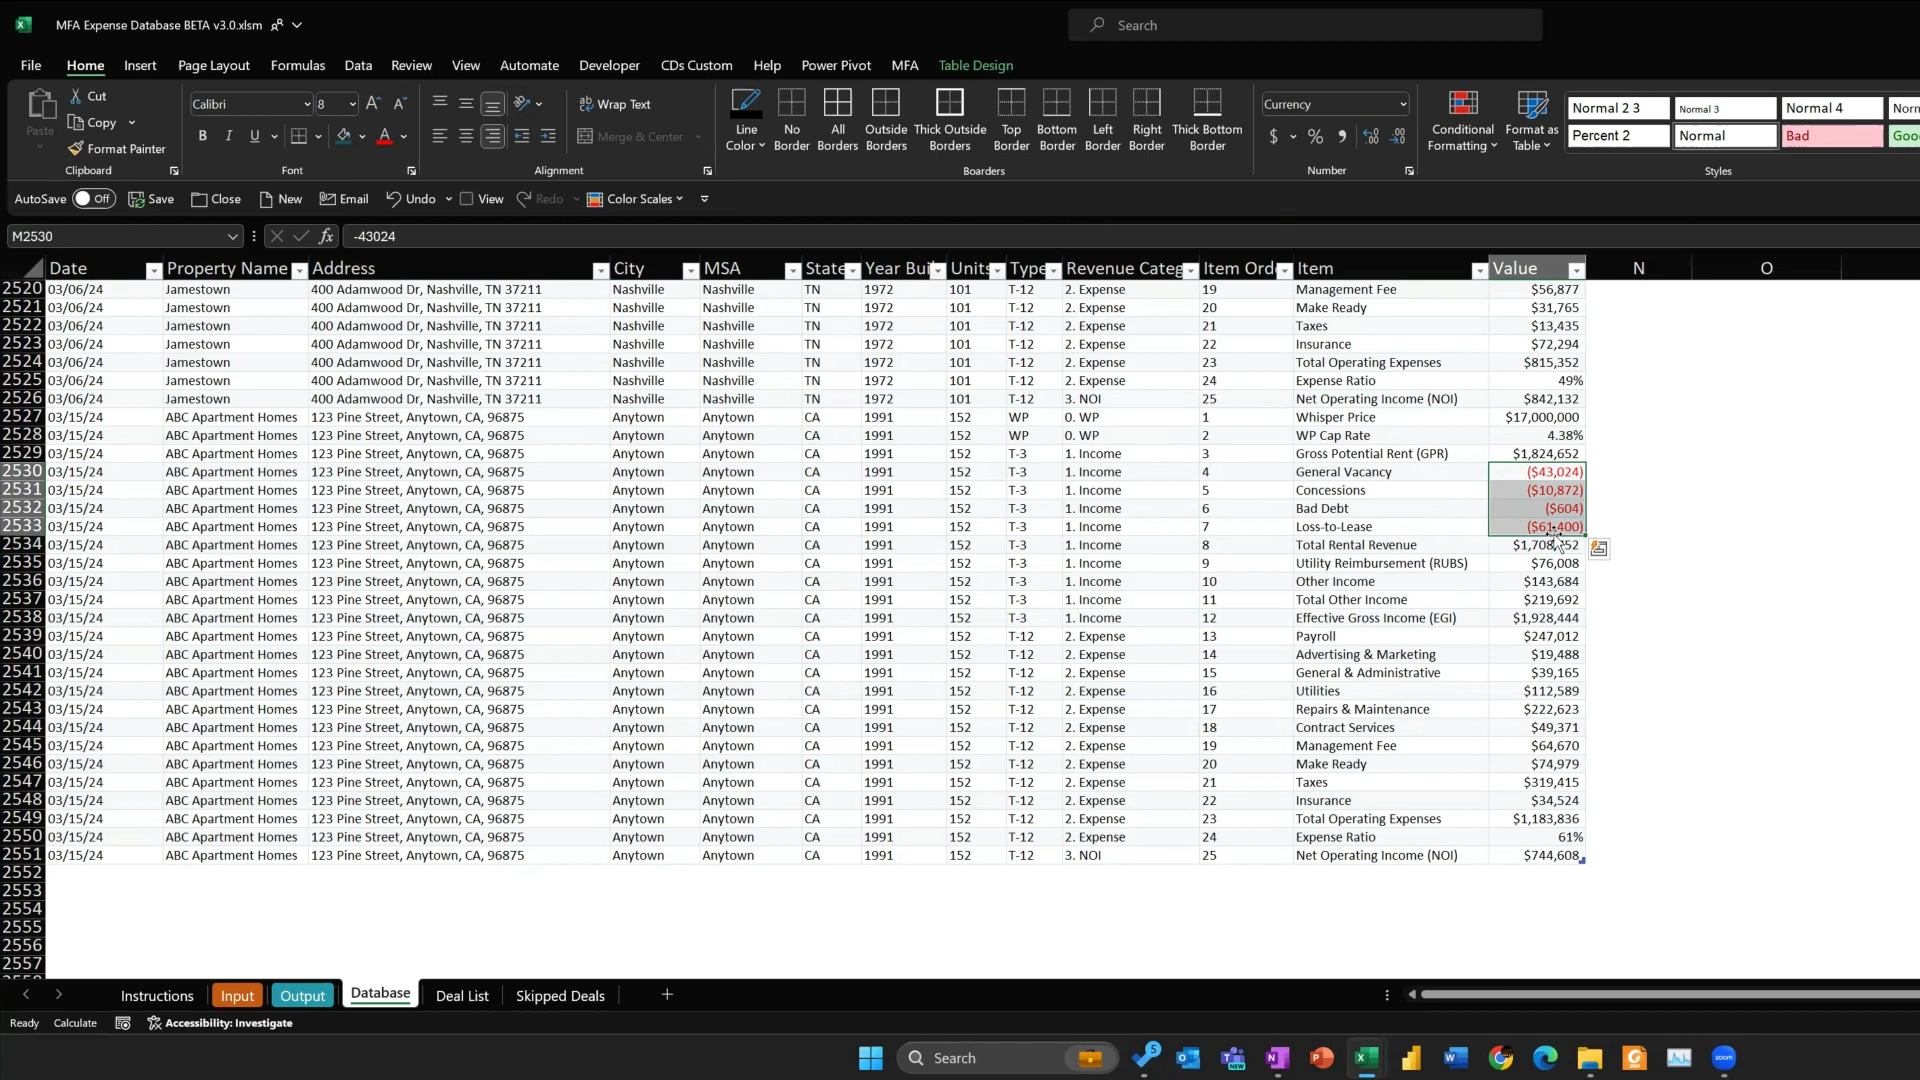 MFA Expense Database BETA v3.0.xlsm
Search
File Home Insert Page Layout Formulas Data Review View Automate Developer CDs Custom Help Power Pivot MFA Table Design
Paste Cut Copy Format Painter Clipboard
Calibri 8 B I U A Font
Wrap Text Merge & Center Alignment
Line Color No Border All Borders Outside Borders Thick Outside Borders Top Border Bottom Border Left Border Right Border Thick Bottom Border Boarders
Currency $ % Number
Conditional Formatting Format as Table
Normal 2 3 Normal 3 Normal 4
Percent 2 Normal Bad
Styles
AutoSave Off Save Close New Email Undo View Redo Color Scales
M2530 fx -43024
Date Property Name Address City MSA State Year Bui Units Type Revenue Categ Item Ord Item Value N O
2520 03/06/24 Jamestown 400 Adamwood Dr, Nashville, TN 37211 Nashville Nashville TN 1972 101 T-12 2. Expense 19 Management Fee $56,877
2521 03/06/24 Jamestown 400 Adamwood Dr, Nashville, TN 37211 Nashville Nashville TN 1972 101 T-12 2. Expense 20 Make Ready $31,765
2522 03/06/24 Jamestown 400 Adamwood Dr, Nashville, TN 37211 Nashville Nashville TN 1972 101 T-12 2. Expense 21 Taxes $13,435
2523 03/06/24 Jamestown 400 Adamwood Dr, Nashville, TN 37211 Nashville Nashville TN 1972 101 T-12 2. Expense 22 Insurance $72,294
2524 03/06/24 Jamestown 400 Adamwood Dr, Nashville, TN 37211 Nashville Nashville TN 1972 101 T-12 2. Expense 23 Total Operating Expenses $815,352
2525 03/06/24 Jamestown 400 Adamwood Dr, Nashville, TN 37211 Nashville Nashville TN 1972 101 T-12 2. Expense 24 Expense Ratio 49%
2526 03/06/24 Jamestown 400 Adamwood Dr, Nashville, TN 37211 Nashville Nashville TN 1972 101 T-12 3. NOI 25 Net Operating Income (NOI) $842,132
2527 03/15/24 ABC Apartment Homes 123 Pine Street, Anytown, CA, 96875 Anytown Anytown CA 1991 152 WP 0. WP 1 Whisper Price $17,000,000
2528 03/15/24 ABC Apartment Homes 123 Pine Street, Anytown, CA, 96875 Anytown Anytown CA 1991 152 WP 0. WP 2 WP Cap Rate 4.38%
2529 03/15/24 ABC Apartment Homes 123 Pine Street, Anytown, CA, 96875 Anytown Anytown CA 1991 152 T-3 1. Income 3 Gross Potential Rent (GPR) $1,824,652
2530 03/15/24 ABC Apartment Homes 123 Pine Street, Anytown, CA, 96875 Anytown Anytown CA 1991 152 T-3 1. Income 4 General Vacancy ($43,024)
2531 03/15/24 ABC Apartment Homes 123 Pine Street, Anytown, CA, 96875 Anytown Anytown CA 1991 152 T-3 1. Income 5 Concessions ($10,872)
2532 03/15/24 ABC Apartment Homes 123 Pine Street, Anytown, CA, 96875 Anytown Anytown CA 1991 152 T-3 1. Income 6 Bad Debt ($604)
2533 03/15/24 ABC Apartment Homes 123 Pine Street, Anytown, CA, 96875 Anytown Anytown CA 1991 152 T-3 1. Income 7 Loss-to-Lease ($61,400)
2534 03/15/24 ABC Apartment Homes 123 Pine Street, Anytown, CA, 96875 Anytown Anytown CA 1991 152 T-3 1. Income 8 Total Rental Revenue
2535 03/15/24 ABC Apartment Homes 123 Pine Street, Anytown, CA, 96875 Anytown Anytown CA 1991 152 T-3 1. Income 9 Utility Reimbursement (RUBS) $76,008
2536 03/15/24 ABC Apartment Homes 123 Pine Street, Anytown, CA, 96875 Anytown Anytown CA 1991 152 T-3 1. Income 10 Other Income $143,684
2537 03/15/24 ABC Apartment Homes 123 Pine Street, Anytown, CA, 96875 Anytown Anytown CA 1991 152 T-3 1. Income 11 Total Other Income $219,692
2538 03/15/24 ABC Apartment Homes 123 Pine Street, Anytown, CA, 96875 Anytown Anytown CA 1991 152 T-3 1. Income 12 Effective Gross Income (EGI) $1,928,444
2539 03/15/24 ABC Apartment Homes 123 Pine Street, Anytown, CA, 96875 Anytown Anytown CA 1991 152 T-12 2. Expense 13 Payroll $247,012
2540 03/15/24 ABC Apartment Homes 123 Pine Street, Anytown, CA, 96875 Anytown Anytown CA 1991 152 T-12 2. Expense 14 Advertising & Marketing $19,488
2541 03/15/24 ABC Apartment Homes 123 Pine Street, Anytown, CA, 96875 Anytown Anytown CA 1991 152 T-12 2. Expense 15 General & Administrative $39,165
2542 03/15/24 ABC Apartment Homes 123 Pine Street, Anytown, CA, 96875 Anytown Anytown CA 1991 152 T-12 2. Expense 16 Utilities $112,589
2543 03/15/24 ABC Apartment Homes 123 Pine Street, Anytown, CA, 96875 Anytown Anytown CA 1991 152 T-12 2. Expense 17 Repairs & Maintenance $222,623
2544 03/15/24 ABC Apartment Homes 123 Pine Street, Anytown, CA, 96875 Anytown Anytown CA 1991 152 T-12 2. Expense 18 Contract Services $49,371
2545 03/15/24 ABC Apartment Homes 123 Pine Street, Anytown, CA, 96875 Anytown Anytown CA 1991 152 T-12 2. Expense 19 Management Fee $64,670
2546 03/15/24 ABC Apartment Homes 123 Pine Street, Anytown, CA, 96875 Anytown Anytown CA 1991 152 T-12 2. Expense 20 Make Ready $74,979
2547 03/15/24 ABC Apartment Homes 123 Pine Street, Anytown, CA, 96875 Anytown Anytown CA 1991 152 T-12 2. Expense 21 Taxes $319,415
2548 03/15/24 ABC Apartment Homes 123 Pine Street, Anytown, CA, 96875 Anytown Anytown CA 1991 152 T-12 2. Expense 22 Insurance $34,524
2549 03/15/24 ABC Apartment Homes 123 Pine Street, Anytown, CA, 96875 Anytown Anytown CA 1991 152 T-12 2. Expense 23 Total Operating Expenses $1,183,836
2550 03/15/24 ABC Apartment Homes 123 Pine Street, Anytown, CA, 96875 Anytown Anytown CA 1991 152 T-12 2. Expense 24 Expense Ratio 61%
2551 03/15/24 ABC Apartment Homes 123 Pine Street, Anytown, CA, 96875 Anytown Anytown CA 1991 152 T-12 3. NOI 25 Net Operating Income (NOI) $744,608
2552
2553
2554
2555
2556
2557
Instructions Input Output Database Deal List Skipped Deals
Ready Calculate Accessibility: Investigate
Search 5 NEW zoom